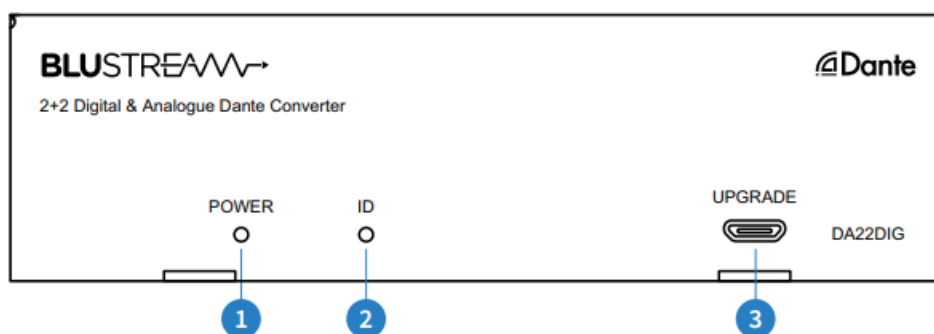 BLUSTREAM
Dante
2+2 Digital & Analogue Dante Converter
POWER
ID
UPGRADE
DA22DIG
1
2
3